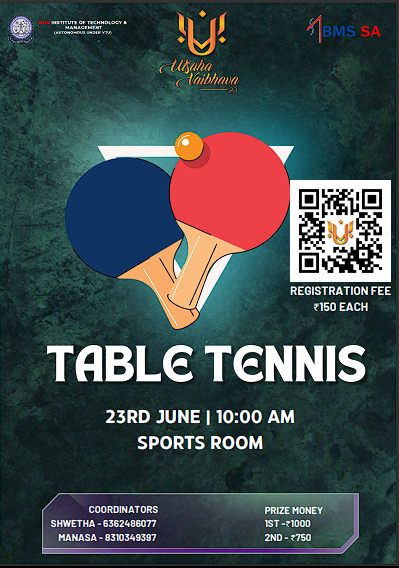 BMS INSTITUTE OF TECHNOLOGY &
MANAGEMENT
(AUTONOMOUS UNDER VTU)
BMS SA
Utsaha
Vaibhava
23
REGISTRATION FEE
₹150 EACH
TABLE TENNIS
23RD JUNE | 10:00 AM
SPORTS ROOM
COORDINATORS
SHWETHA - 6362486077
MANASA - 8310349397
PRIZE MONEY
1ST -₹1000
2ND - ₹750